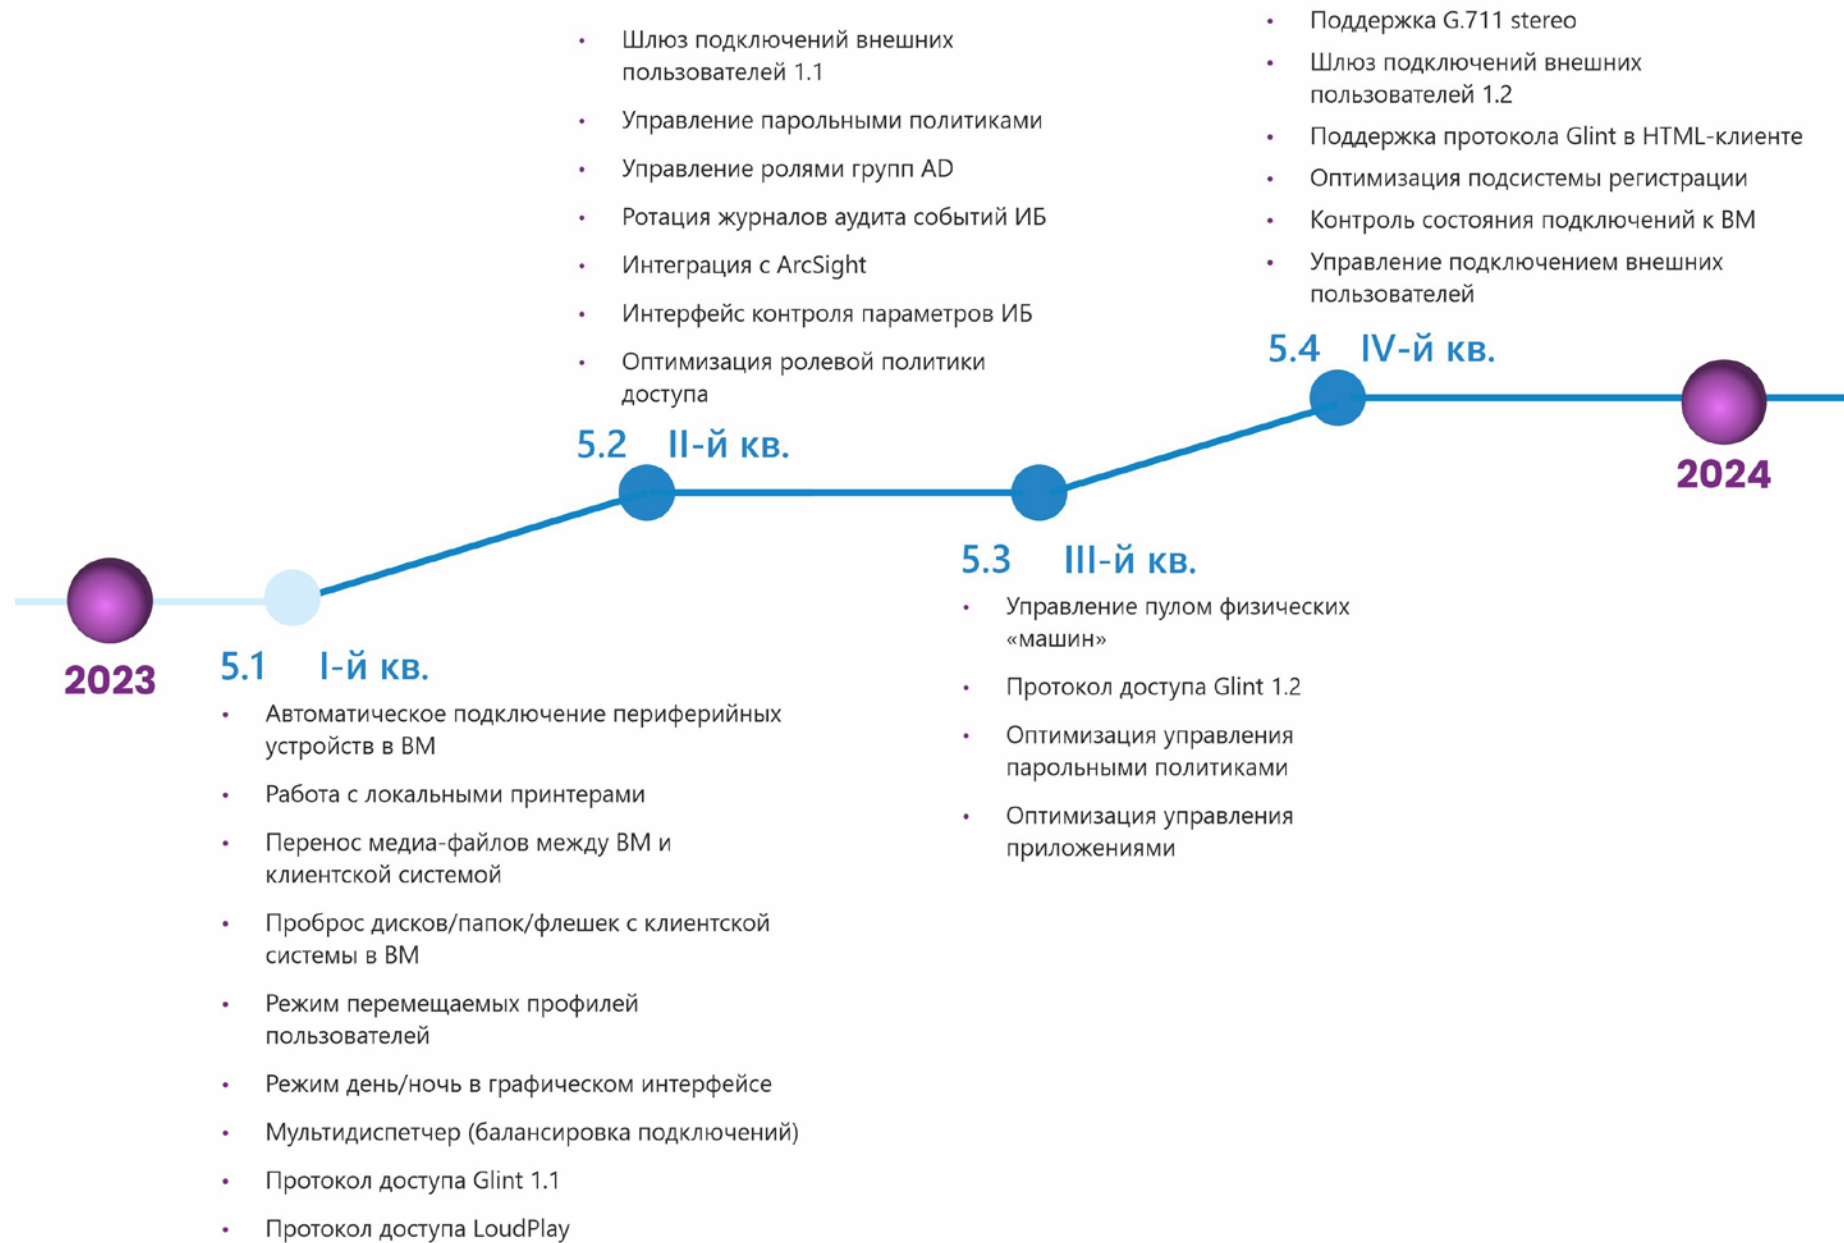 2023
5.1 I-й кв.
• Автоматическое подключение периферийных
устройств в ВМ
• Работа с локальными принтерами
• Перенос медиа-файлов между ВМ и
клиентской системой
• Проброс дисков/папок/флешек с клиентской
системы в ВМ
• Режим перемещаемых профилей
пользователей
• Режим день/ночь в графическом интерфейсе
• Мультидиспетчер (балансировка подключений)
• Протокол доступа Glint 1.1
• Протокол доступа LoudPlay
• Шлюз подключений внешних
пользователей 1.1
• Управление парольными политиками
• Управление ролями групп AD
• Ротация журналов аудита событий ИБ
• Интеграция с ArcSight
• Интерфейс контроля параметров ИБ
• Оптимизация ролевой политики
доступа
5.2 II-й кв.
5.3 III-й кв.
• Управление пулом физических
«машин»
• Протокол доступа Glint 1.2
• Оптимизация управления
парольными политиками
• Оптимизация управления
приложениями
• Поддержка G.711 stereo
• Шлюз подключений внешних
пользователей 1.2
• Поддержка протокола Glint в HTML-клиенте
• Оптимизация подсистемы регистрации
• Контроль состояния подключений к ВМ
• Управление подключением внешних
пользователей
5.4 IV-й кв.
2024